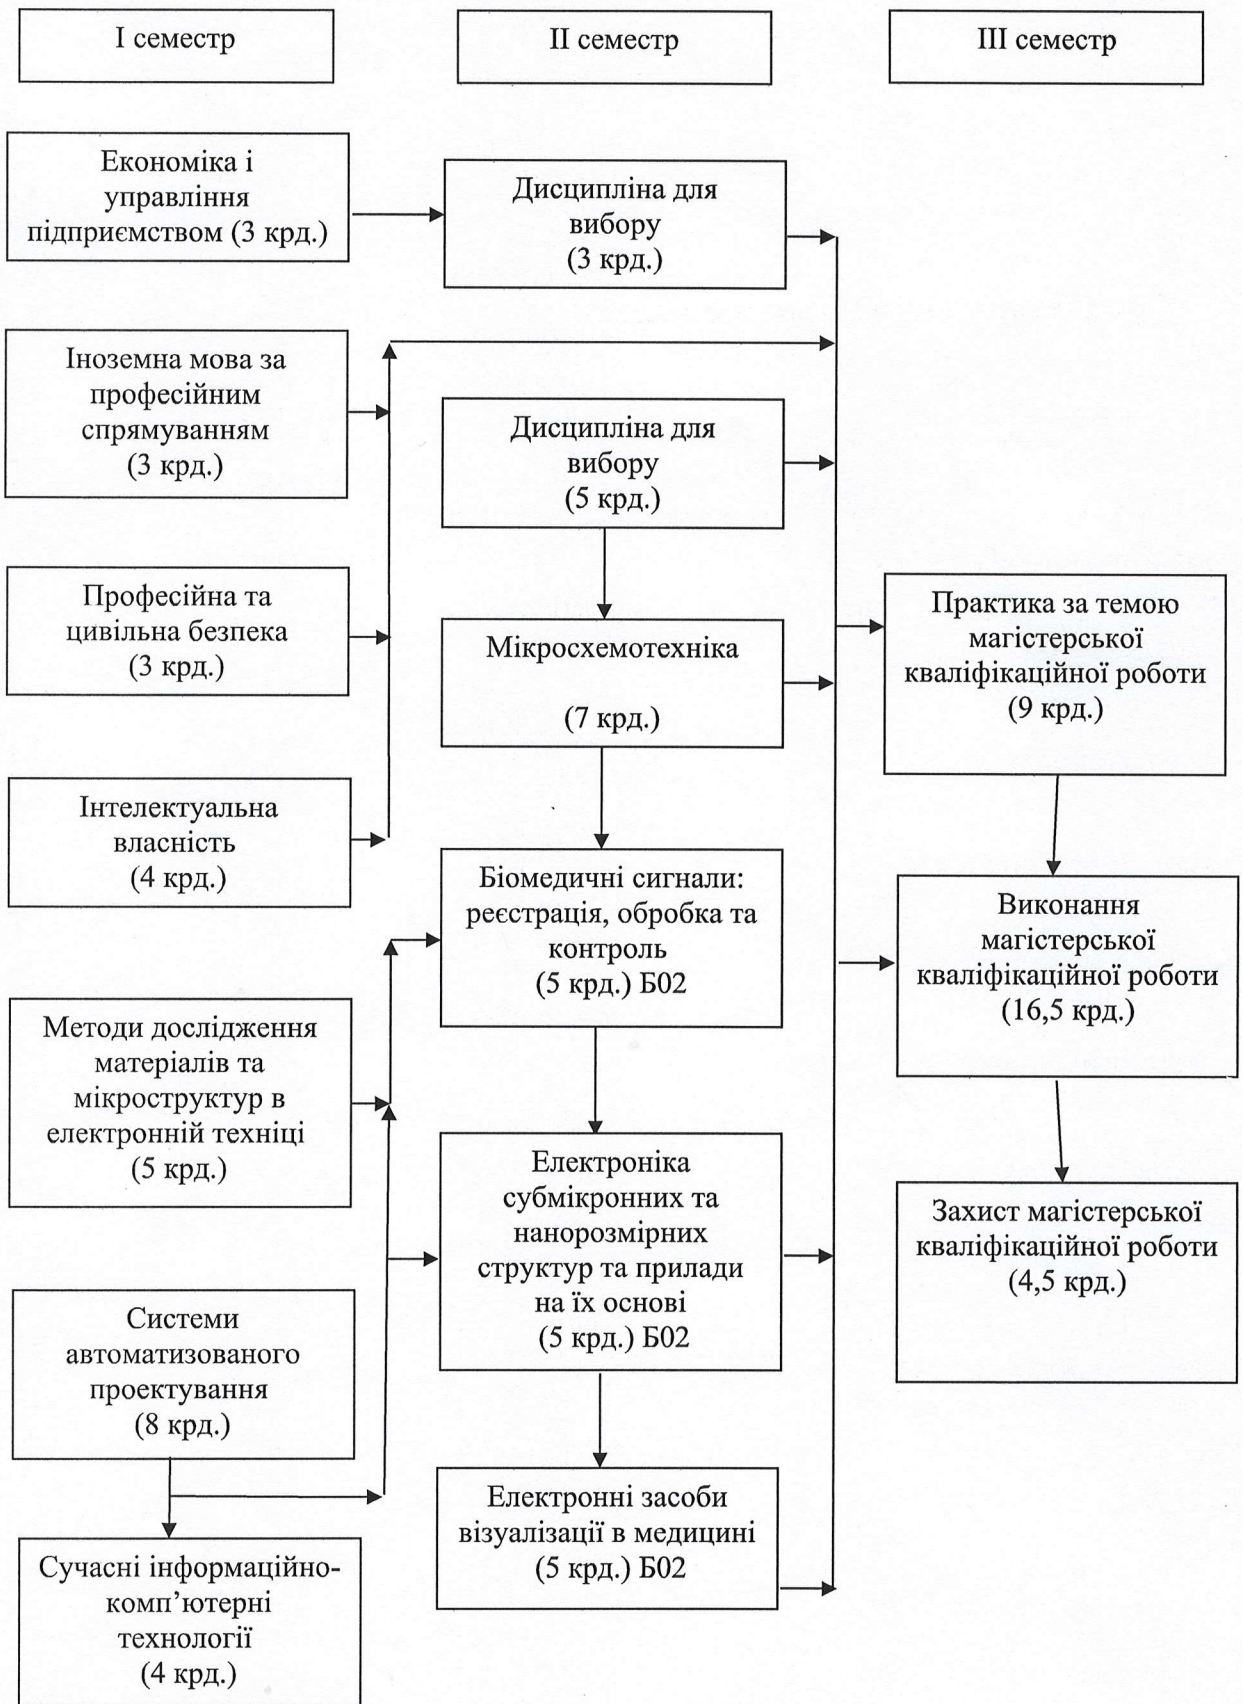 I семестр
II семестр
III семестр
Економіка і
управління
підприємством (3 крд.)
Іноземна мова за
професійним
спрямуванням
(3 крд.)
Професійна та
цивільна безпека
(3 крд.)
Інтелектуальна
власність
(4 крд.)
Методи дослідження
матеріалів та
мікроструктур в
електронній техніці
(5 крд.)
Системи
автоматизованого
проектування
(8 крд.)
Сучасні інформаційно-
комп’ютерні
технології
(4 крд.)
Дисципліна для
вибору
(3 крд.)
Дисципліна для
вибору
(5 крд.)
Мікросхемотехніка
(7 крд.)
Біомедичні сигнали:
реєстрація, обробка та
контроль
(5 крд.) Б02
Електроніка
субмікронних та
нанорозмірних
структур та прилади
на їх основі
(5 крд.) Б02
Електронні засоби
візуалізації в медицині
(5 крд.) Б02
Практика за темою
магістерської
кваліфікаційної роботи
(9 крд.)
Виконання
магістерської
кваліфікаційної роботи
(16,5 крд.)
Захист магістерської
кваліфікаційної роботи
(4,5 крд.)